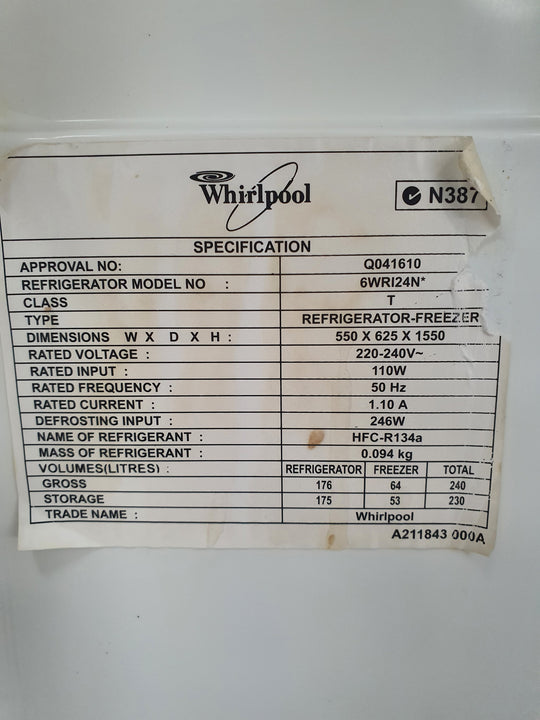 Whirlpool
N387
SPECIFICATION
APPROVAL NO: Q041610
REFRIGERATOR MODEL NO : 6WRI24N*
CLASS T
TYPE REFRIGERATOR-FREEZER
DIMENSIONS W X D X H : 550 X 625 X 1550
RATED VOLTAGE : 220-240V~
RATED INPUT : 110W
RATED FREQUENCY : 50 Hz
RATED CURRENT : 1.10 A
DEFROSTING INPUT : 246W
NAME OF REFRIGERANT : HFC-R134a
MASS OF REFRIGERANT : 0.094 kg
VOLUMES(LITRES) : REFRIGERATOR FREEZER TOTAL
GROSS 176 64 240
STORAGE 175 53 230
TRADE NAME : Whirlpool
A211843 000A